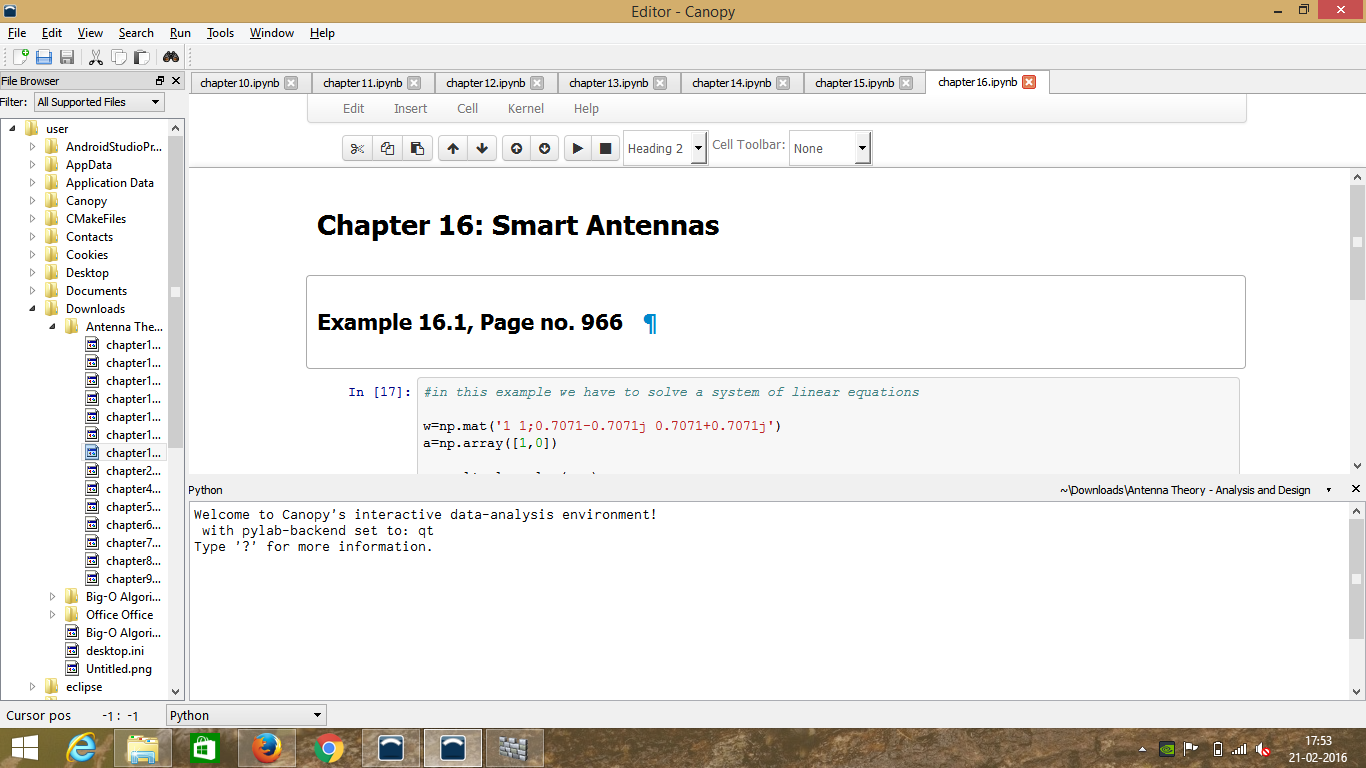 Editor - Canopy
File Edit View Search Run Tools Window Help
File Browser
Filter: All Supported Files
user
AndroidStudioPr...
AppData
Application Data
Canopy
CMakeFiles
Contacts
Cookies
Desktop
Documents
Downloads
Antenna The...
chapter1...
chapter1...
chapter1...
chapter1...
chapter1...
chapter1...
chapter1...
chapter2...
chapter4...
chapter5...
chapter6...
chapter7...
chapter8...
chapter9...
Big-O Algori...
Office Office
Big-O Algori...
desktop.ini
Untitled.png
eclipse
chapter10.ipynb chapter11.ipynb chapter12.ipynb chapter13.ipynb chapter14.ipynb chapter15.ipynb chapter16.ipynb
Edit Insert Cell Kernel Help
Heading 2 Cell Toolbar: None
Chapter 16: Smart Antennas
Example 16.1, Page no. 966 ¶
In [17]: #in this example we have to solve a system of linear equations
w=np.mat('1 1;0.7071-0.7071j 0.7071+0.7071j')
a=np.array([1,0])
Python ~\Downloads\Antenna Theory - Analysis and Design
Welcome to Canopy's interactive data-analysis environment!
with pylab-backend set to: qt
Type '?' for more information.
Cursor pos -1 : -1 Python
17:53
21-02-2016